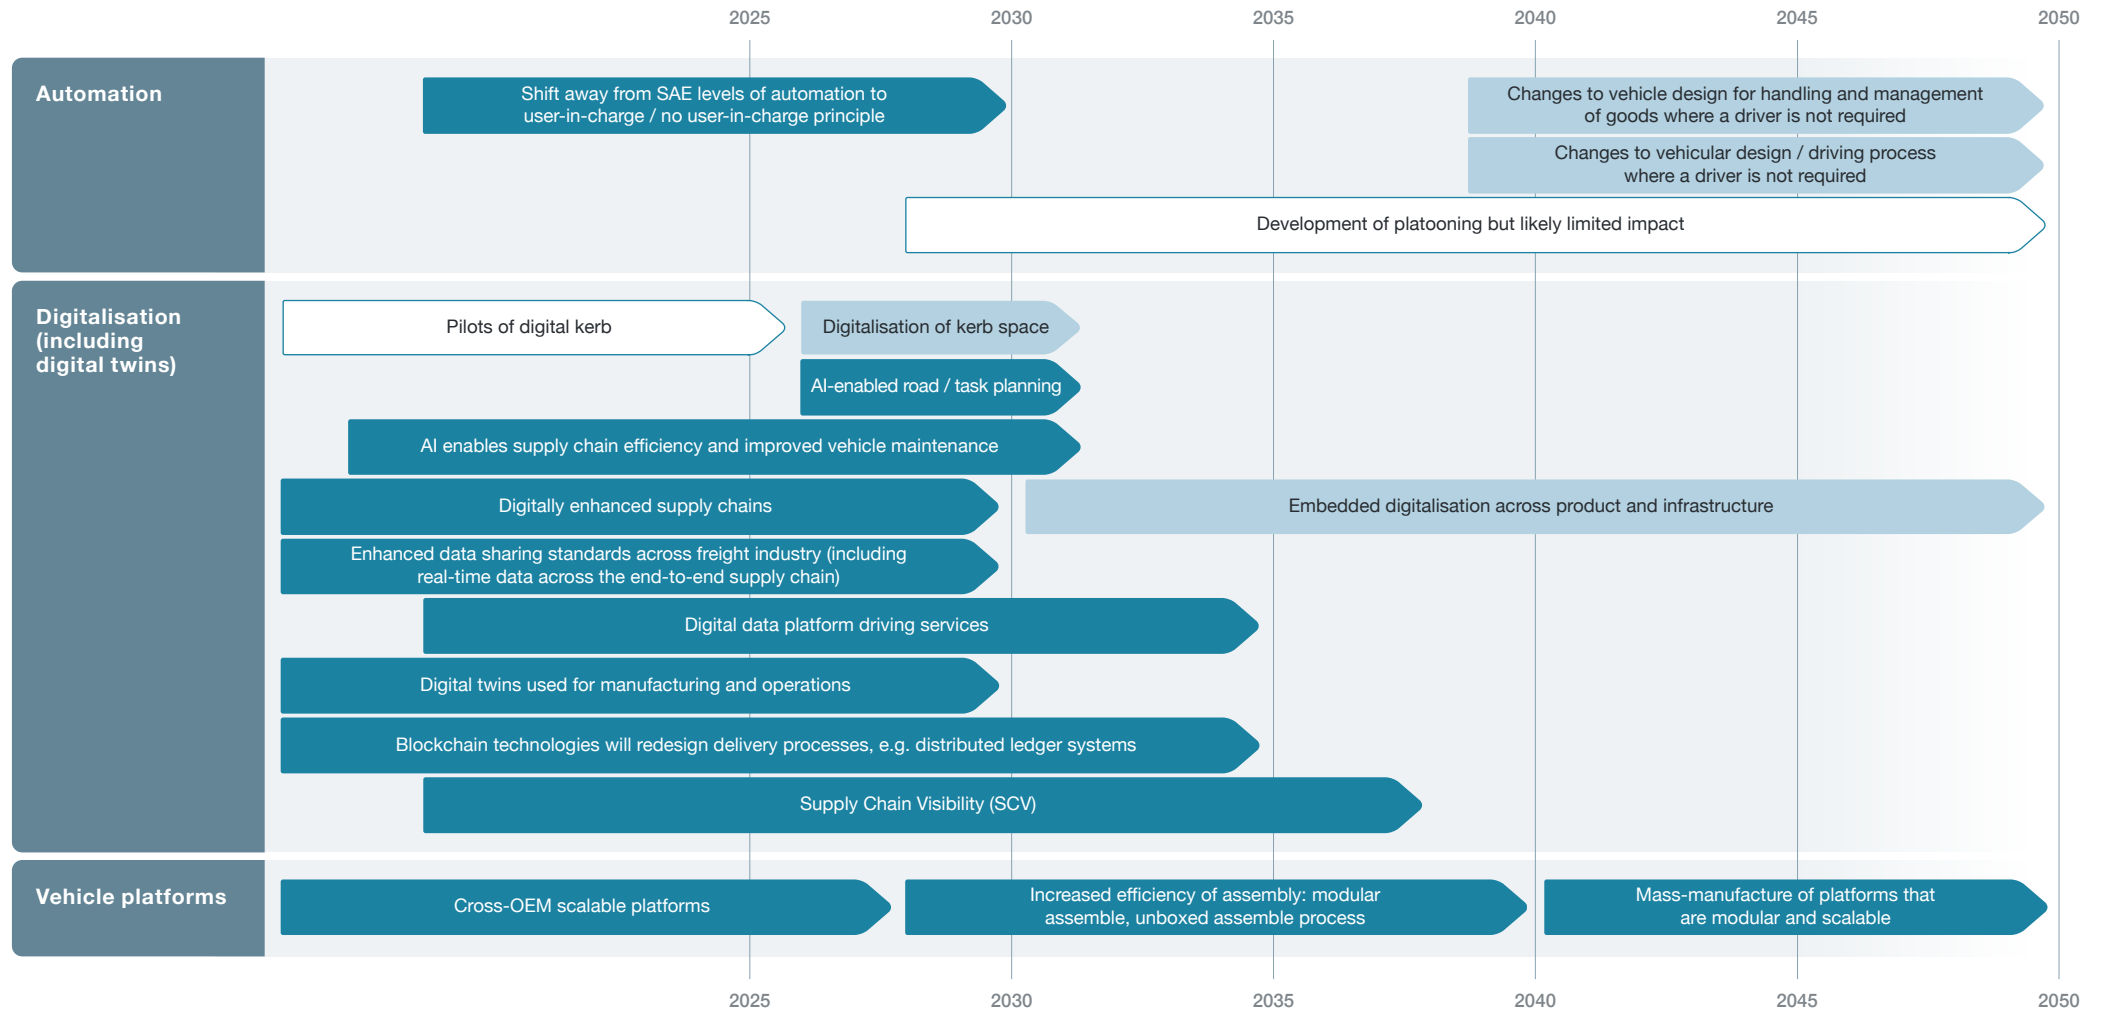 2025 2030 2035 2040 2045 2050
Automation
Shift away from SAE levels of automation to
user-in-charge / no user-in-charge principle
Changes to vehicle design for handling and management
of goods where a driver is not required
Changes to vehicular design / driving process
where a driver is not required
Development of platooning but likely limited impact
Digitalisation
(including
digital twins)
Pilots of digital kerb
Digitalisation of kerb space
AI-enabled road / task planning
AI enables supply chain efficiency and improved vehicle maintenance
Digitally enhanced supply chains
Embedded digitalisation across product and infrastructure
Enhanced data sharing standards across freight industry (including
real-time data across the end-to-end supply chain)
Digital data platform driving services
Digital twins used for manufacturing and operations
Blockchain technologies will redesign delivery processes, e.g. distributed ledger systems
Supply Chain Visibility (SCV)
Vehicle platforms
Cross-OEM scalable platforms
Increased efficiency of assembly: modular
assemble, unboxed assemble process
Mass-manufacture of platforms that
are modular and scalable
2025 2030 2035 2040 2045 2050